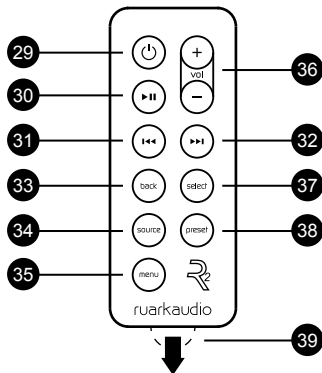 29 + 36
vol
30 −
31 32
33 back select 37
34 source preset 38
35 menu R2
ruarkaudio
39